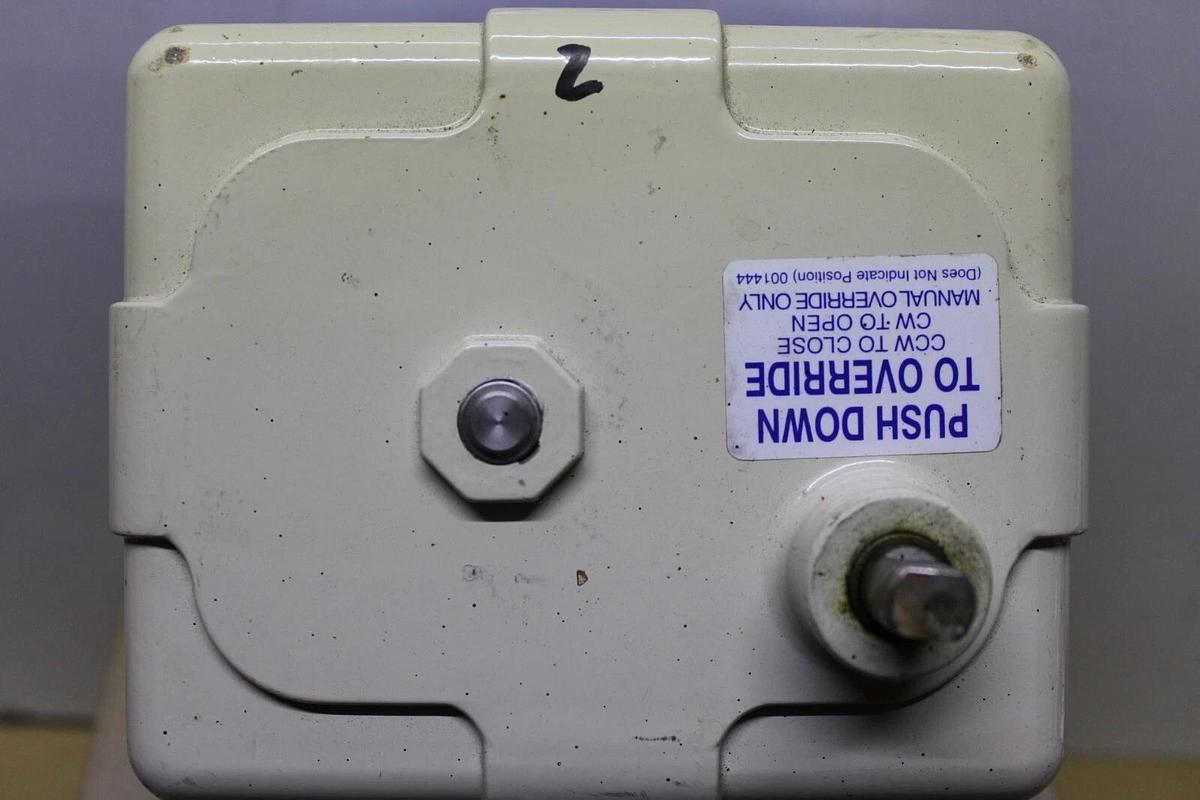 2
PUSH DOWN
TO OVERRIDE
CCW TO CLOSE
CW TO OPEN
MANUAL OVERRIDE ONLY
(Does Not Indicate Position) 001444